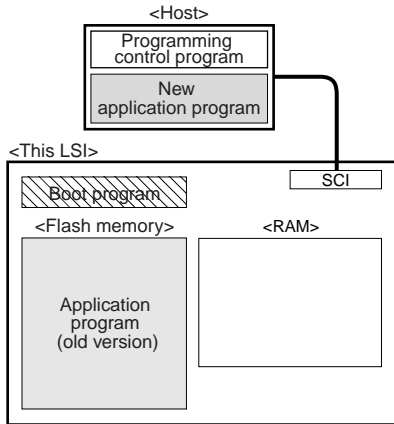 <Host>
Programming
control program
New
application program
<This LSI>
SCI
Boot program
<Flash memory>
<RAM>
Application
program
(old version)